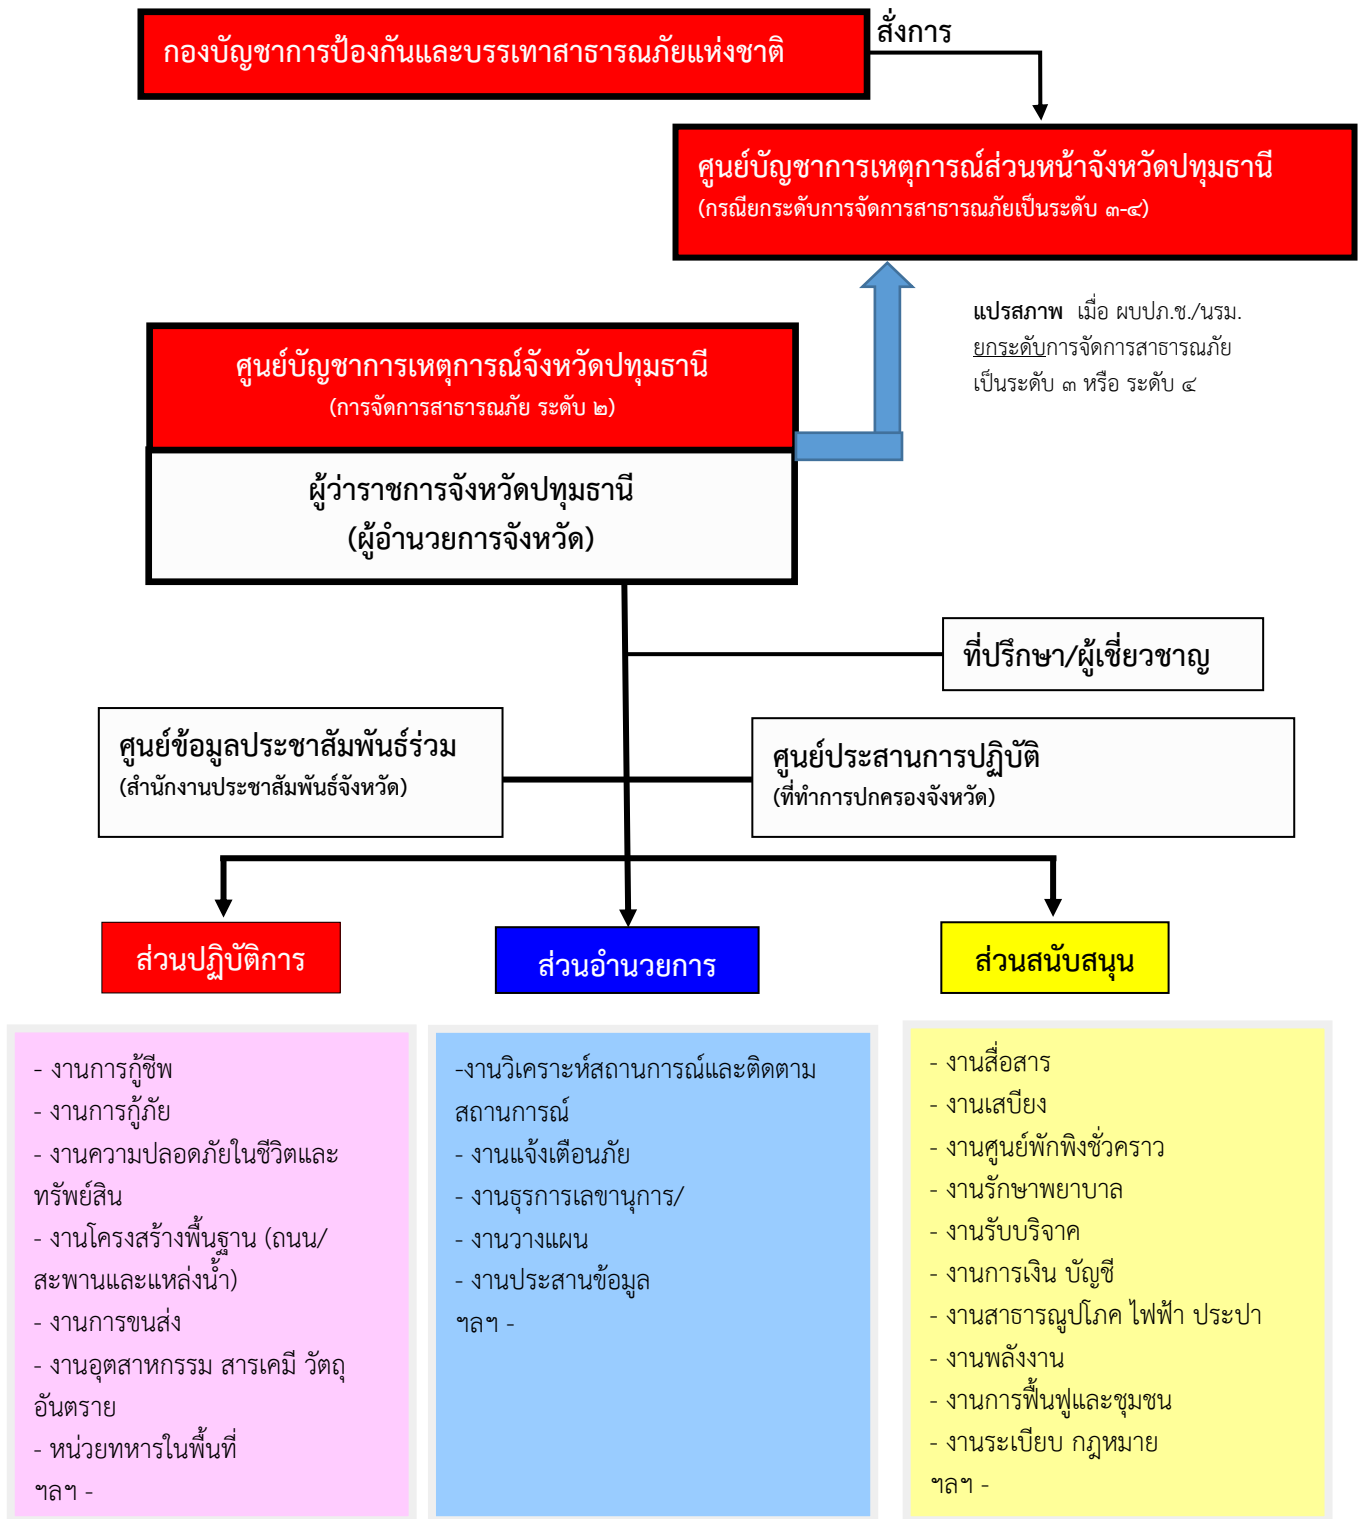 กองบัญชาการป้องกันและบรรเทาสาธารณภัยแห่งชาติ
สั่งการ
ศูนย์บัญชาการเหตุการณ์ส่วนหน้าจังหวัดปทุมธานี
(กรณียกระดับการจัดการสาธารณภัยเป็นระดับ ๓-๔)
แปรสภาพ เมื่อ ผบปภ.ช./นรม.
ยกระดับการจัดการสาธารณภัย
เป็นระดับ ๓ หรือ ระดับ ๔
ศูนย์บัญชาการเหตุการณ์จังหวัดปทุมธานี
(การจัดการสาธารณภัย ระดับ ๒)
ผู้ว่าราชการจังหวัดปทุมธานี
(ผู้อำนวยการจังหวัด)
ที่ปรึกษา/ผู้เชี่ยวชาญ
ศูนย์ข้อมูลประชาสัมพันธ์ร่วม
(สำนักงานประชาสัมพันธ์จังหวัด)
ศูนย์ประสานการปฏิบัติ
(ที่ทำการปกครองจังหวัด)
ส่วนปฏิบัติการ
ส่วนอำนวยการ
ส่วนสนับสนุน
- งานการกู้ชีพ
- งานการกู้ภัย
- งานความปลอดภัยในชีวิตและ
ทรัพย์สิน
- งานโครงสร้างพื้นฐาน (ถนน/
สะพานและแหล่งน้ำ)
- งานการขนส่ง
- งานอุตสาหกรรม สารเคมี วัตถุ
อันตราย
- หน่วยทหารในพื้นที่
ฯลฯ -
-งานวิเคราะห์สถานการณ์และติดตาม
สถานการณ์
- งานแจ้งเตือนภัย
- งานธุรการเลขานุการ/
- งานวางแผน
- งานประสานข้อมูล
ฯลฯ -
- งานสื่อสาร
- งานเสบียง
- งานศูนย์พักพิงชั่วคราว
- งานรักษาพยาบาล
- งานรับบริจาค
- งานการเงิน บัญชี
- งานสาธารณูปโภค ไฟฟ้า ประปา
- งานพลังงาน
- งานการฟื้นฟูและชุมชน
- งานระเบียบ กฎหมาย
ฯลฯ -